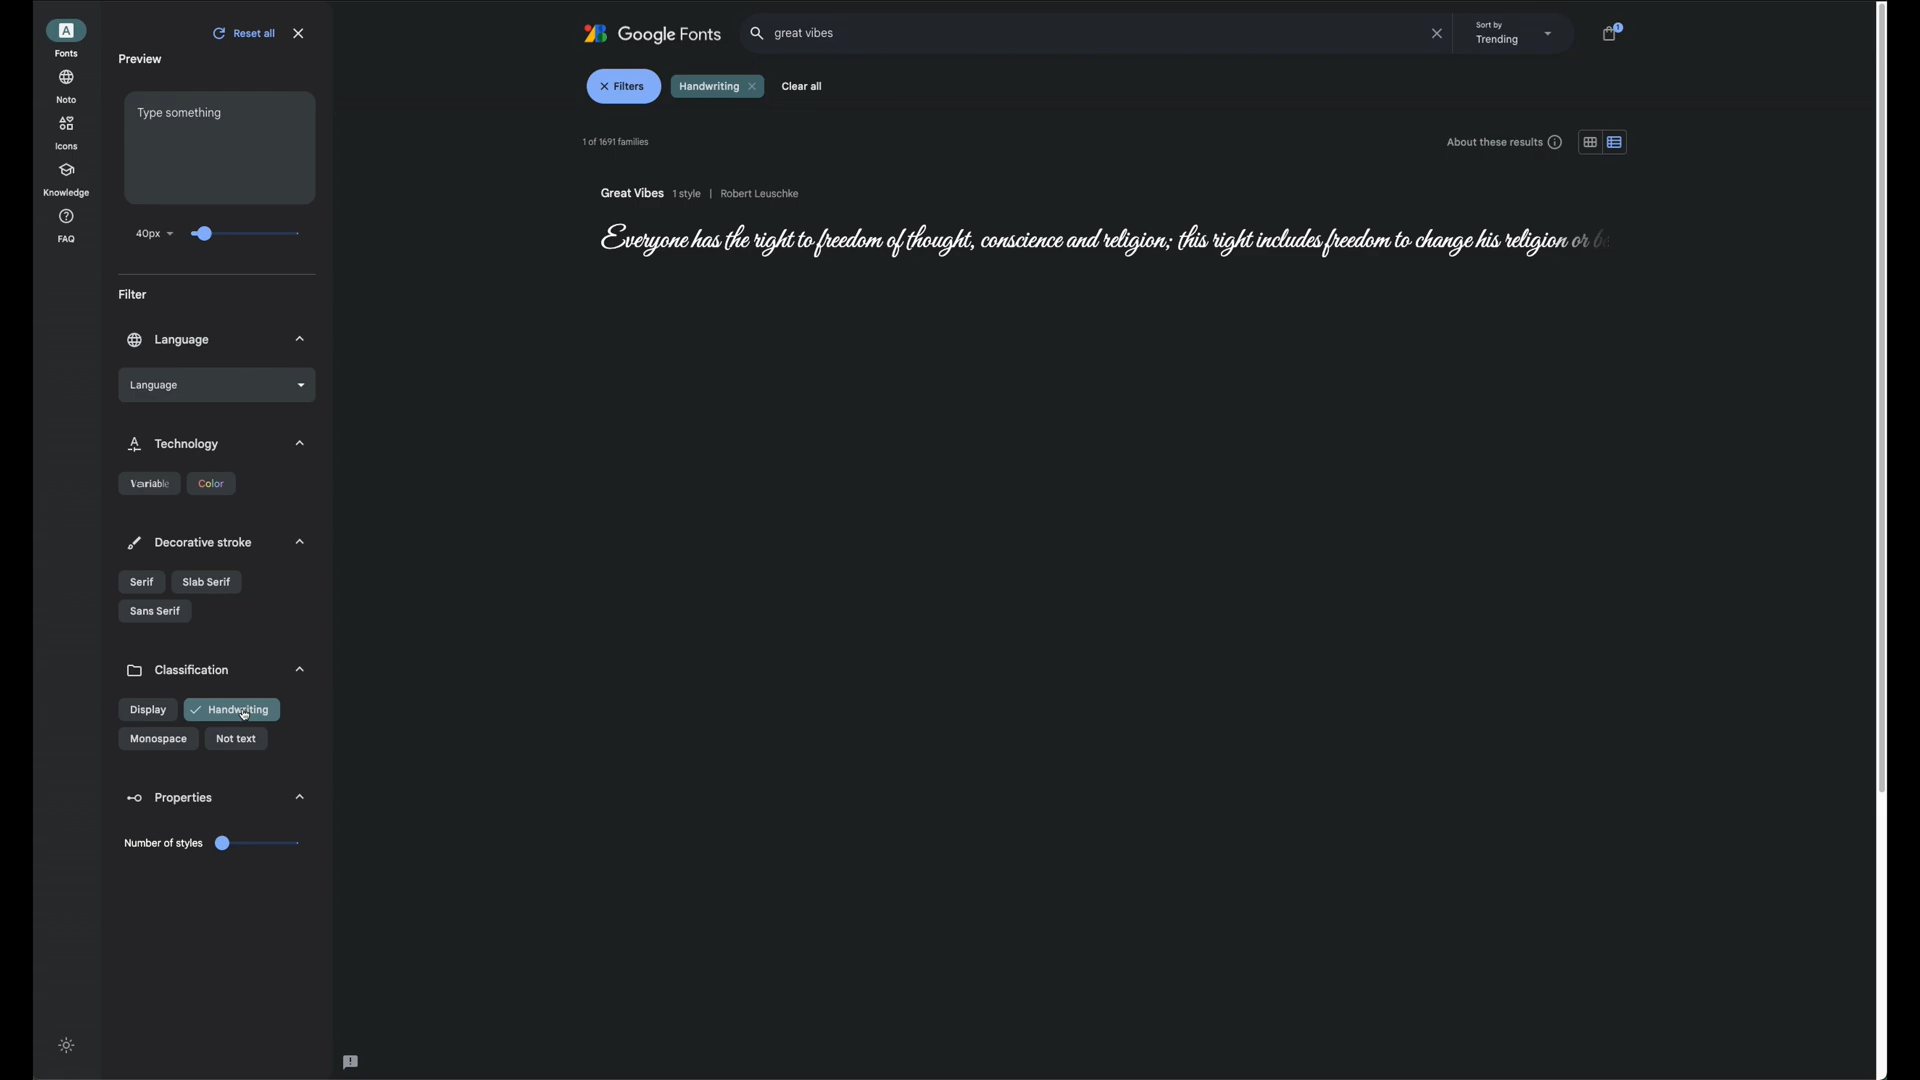 Fonts
Noto
Icons
Knowledge
FAQ
Reset all
Preview
Type something
40px
Filter
Language
Language
Technology
Variable
Color
Decorative stroke
Serif
Slab Serif
Sans Serif
Classification
Display
Handwriting
Monospace
Not text
Properties
Number of styles
Google Fonts
great vibes
Sort by
Trending
1
Filters
Handwriting
Clear all
1 of 1691 families
About these results
Great Vibes 1 style | Robert Leuschke
Everyone has the right to freedom of thought, conscience and religion; this right includes freedom to change his religion or be